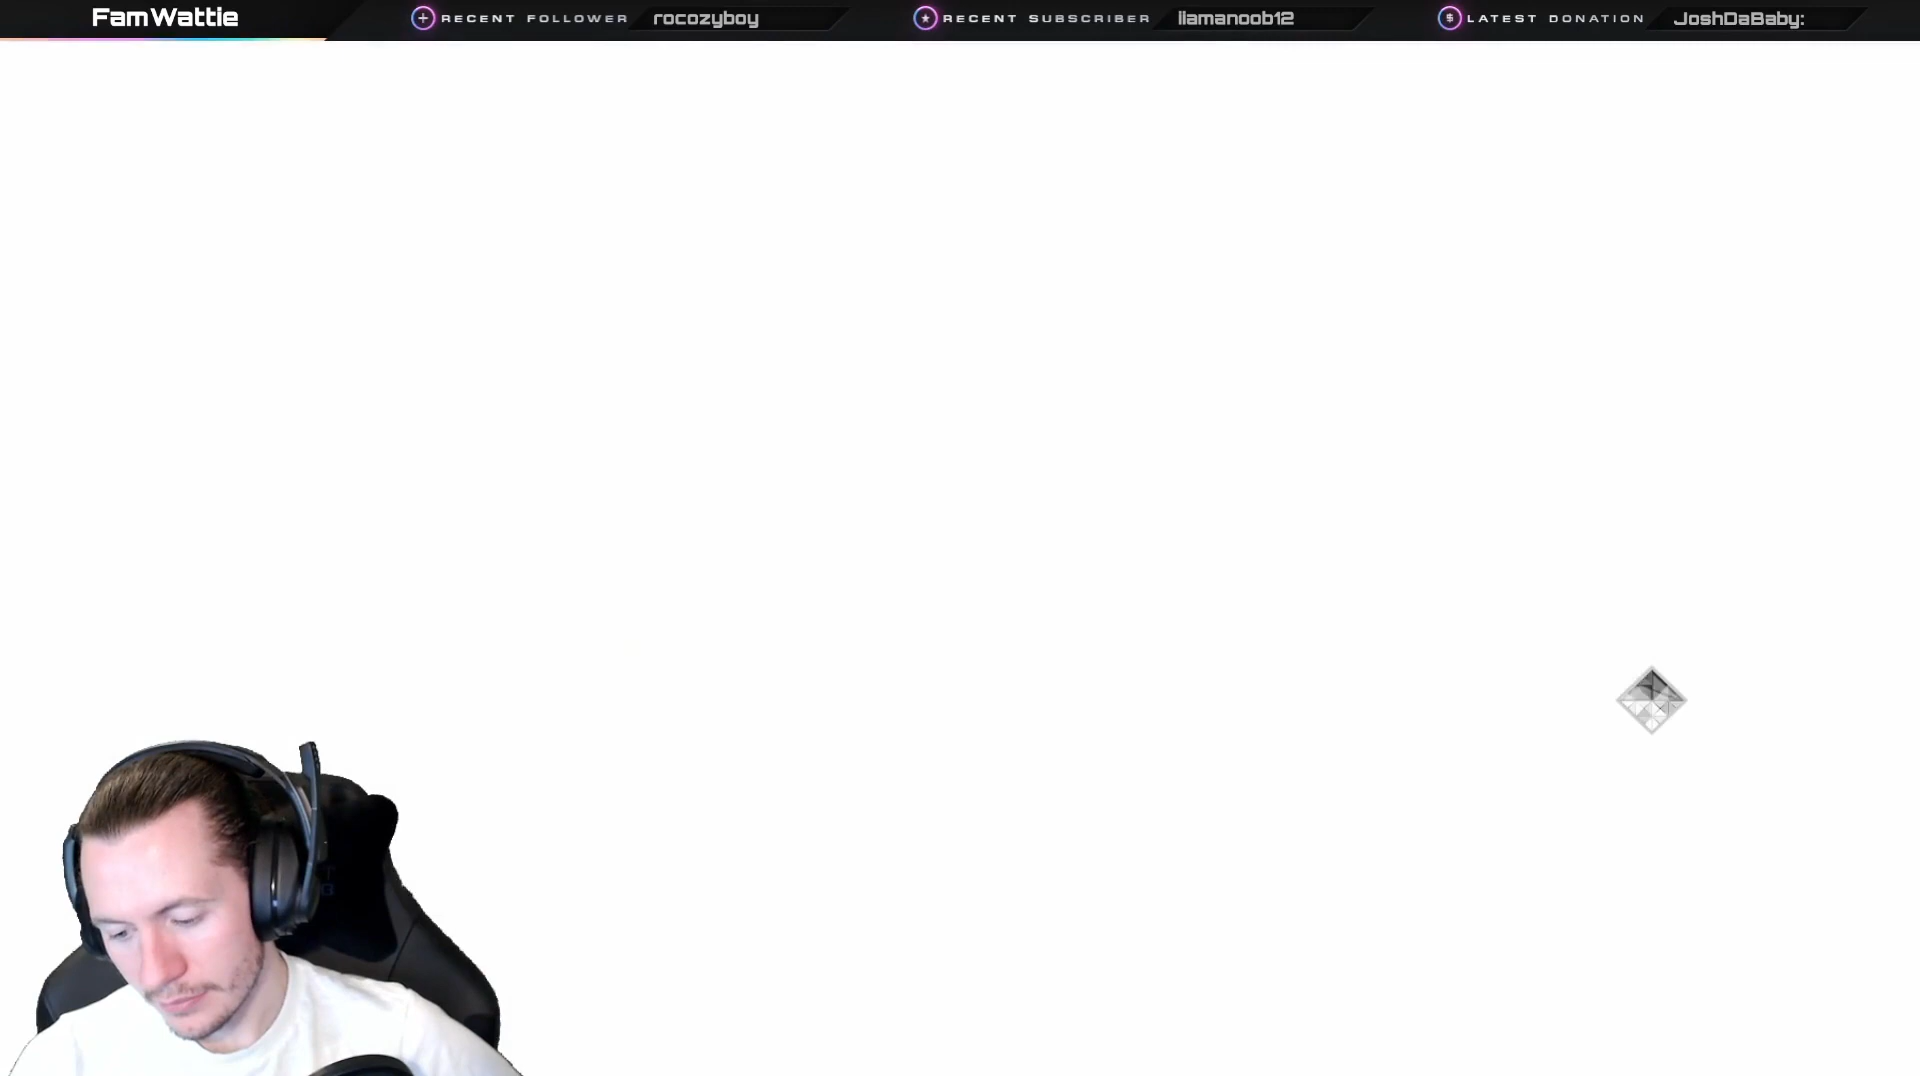 FamWattie
RECENT FOLLOWER rocozyboy
RECENT SUBSCRIBER llamanoob12
LATEST DONATION JoshDaBaby: